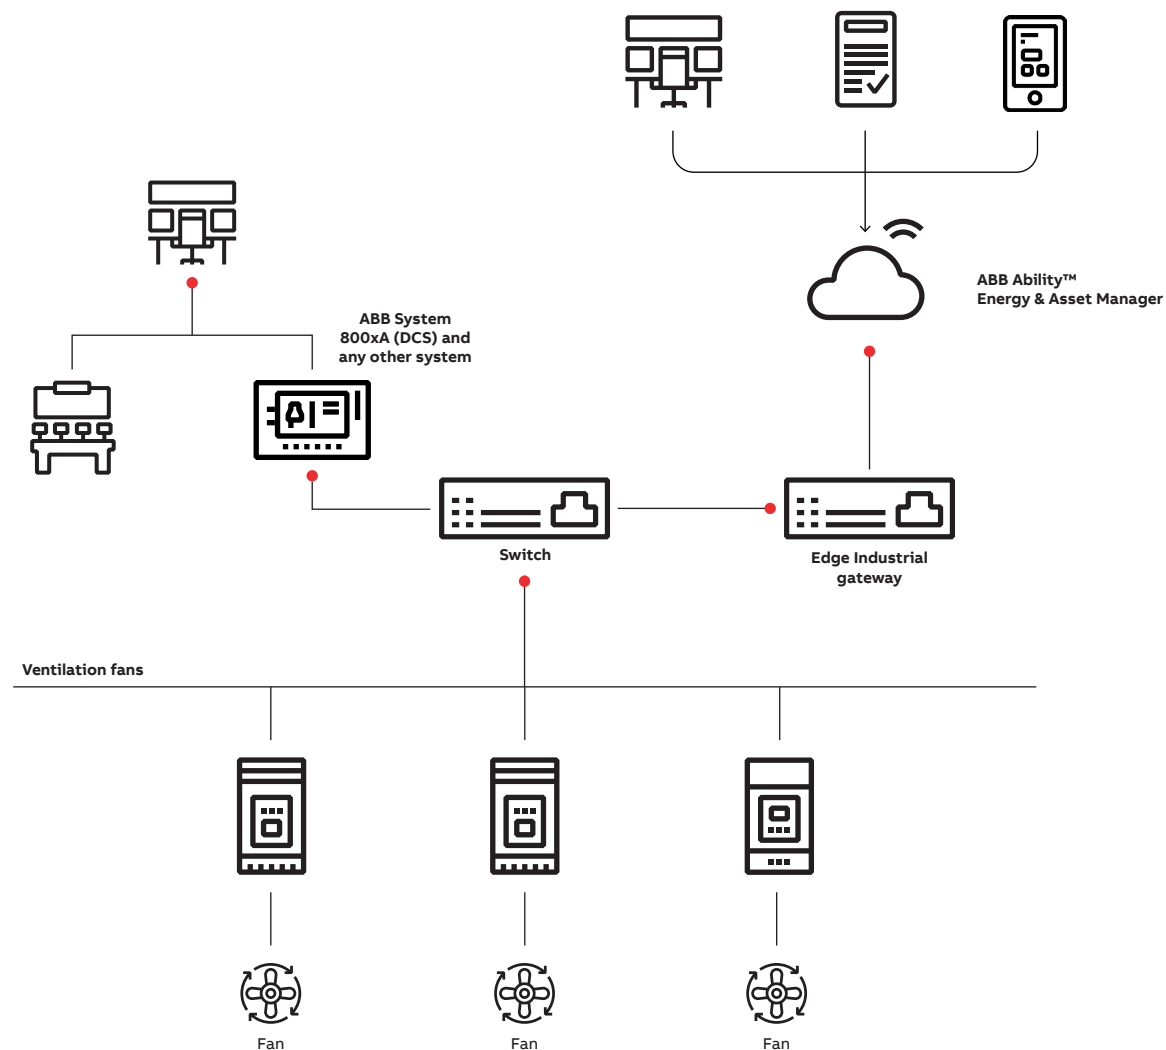 ABB Ability™
Energy & Asset Manager
ABB System
800xA (DCS) and
any other system
Switch
Edge Industrial
gateway
Ventilation fans
Fan
Fan
Fan